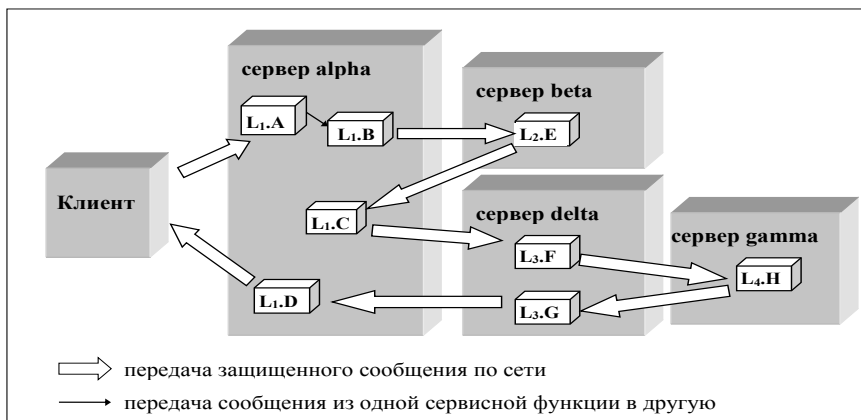 сервер alpha
сервер beta
L₁.A
L₁.B
L₂.E
Клиент
L₁.C
сервер delta
сервер gamma
L₃.F
L₄.H
L₁.D
L₃.G
передача защищенного сообщения по сети
передача сообщения из одной сервисной функции в другую